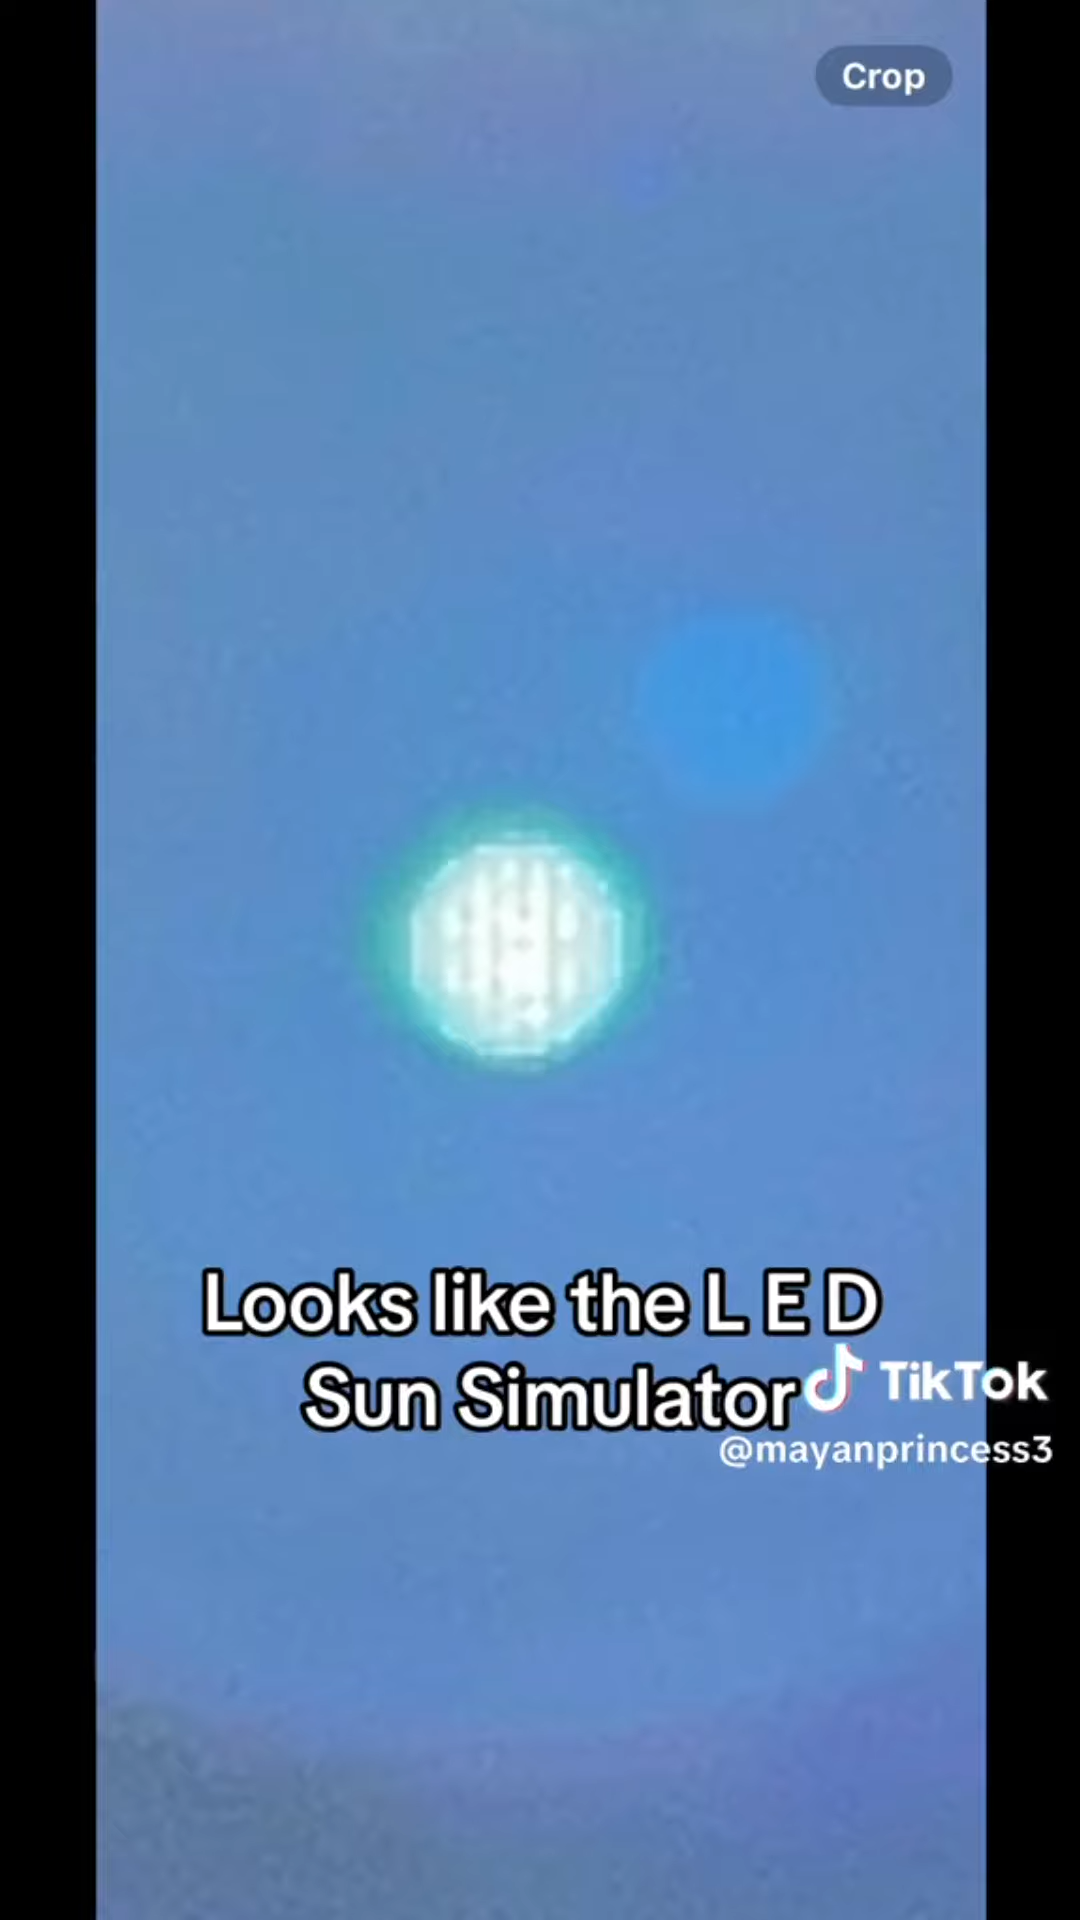 Crop
Looks like the L E D
Sun Simulator
TikTok
@mayanprincess3